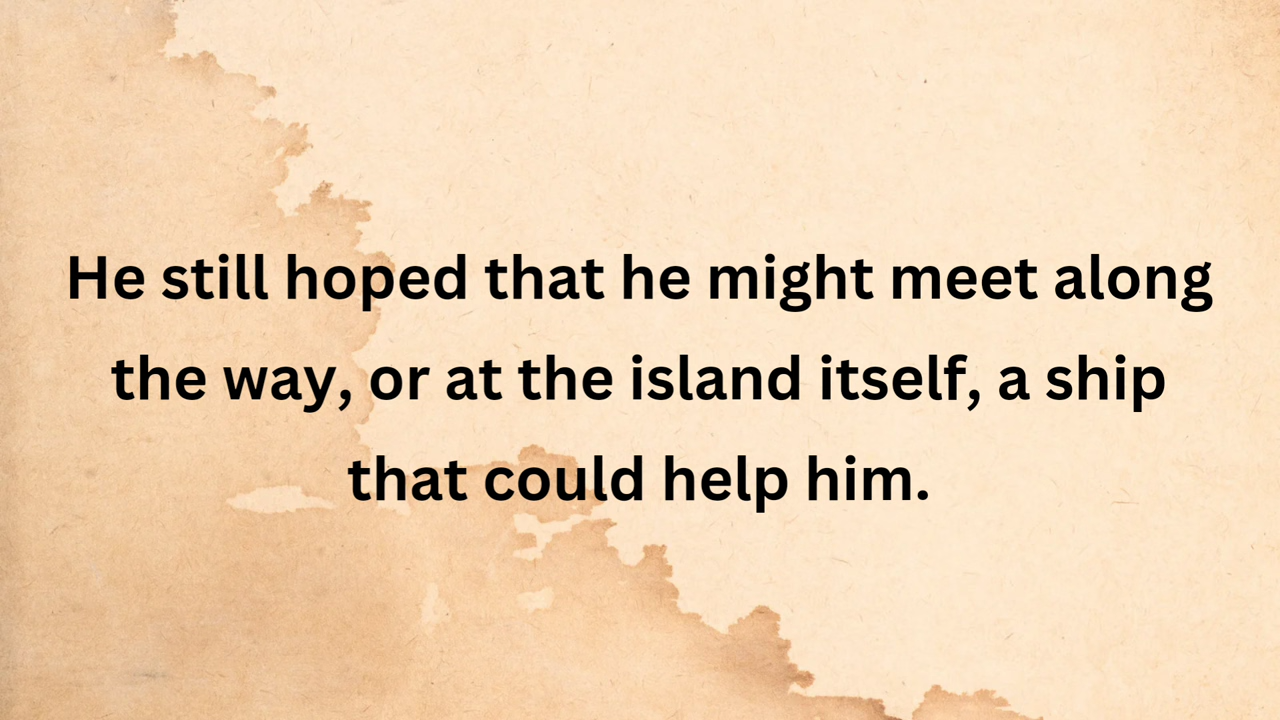 He still hoped that he might meet along
the way, or at the island itself, a ship
that could help him.